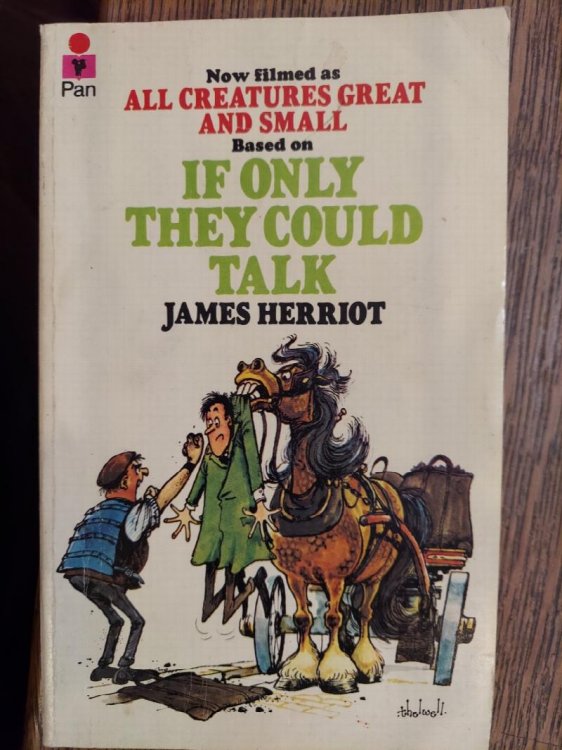 Pan
Now filmed as
ALL CREATURES GREAT
AND SMALL
Based on
IF ONLY
THEY COULD
TALK
JAMES HERRIOT
:thelwell.